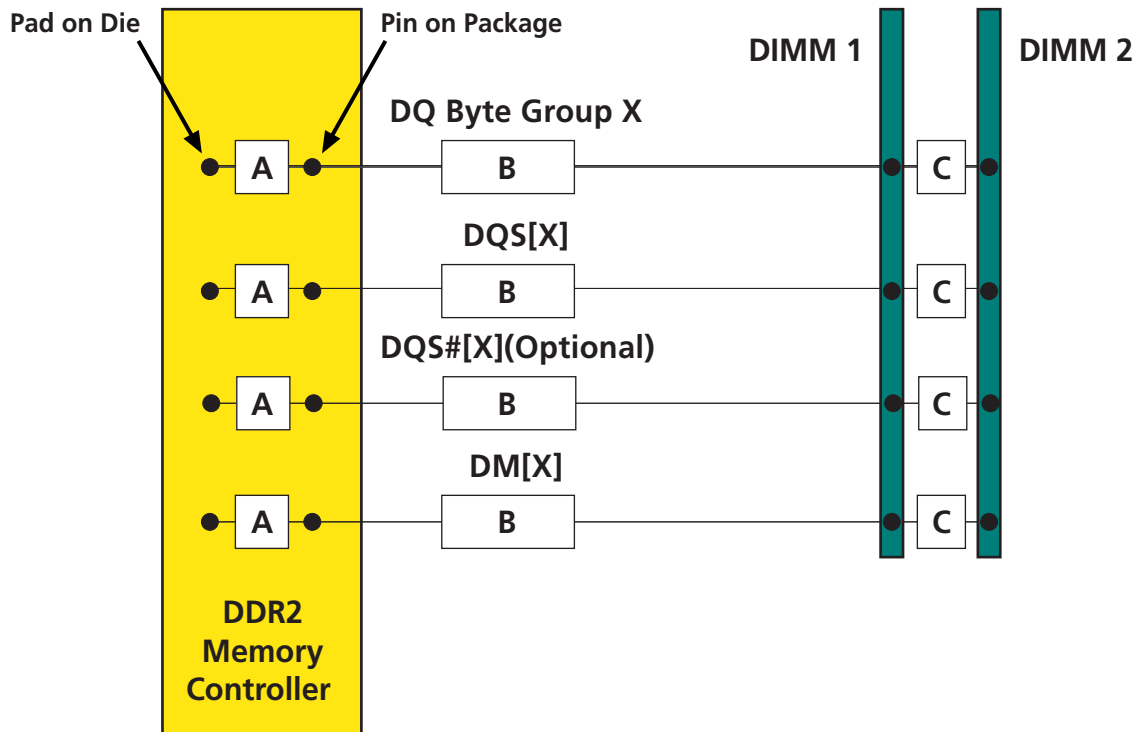 Pad on Die
Pin on Package
DIMM 1
DIMM 2
DQ Byte Group X
A
B
C
DQS[X]
A
B
C
DQS#[X](Optional)
A
B
C
DM[X]
A
B
C
DDR2
Memory
Controller